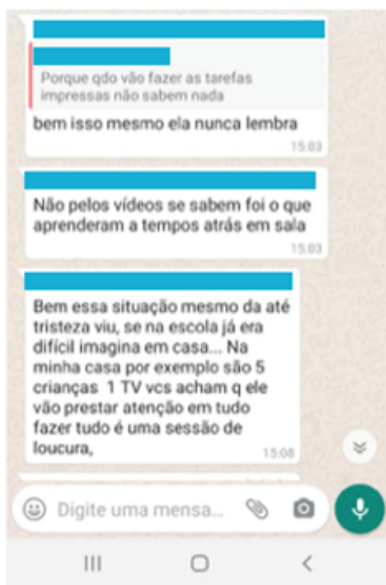 Porque qdo vão fazer as tarefas
impressas não sabem nada
bem isso mesmo ela nunca lembra
15:03
Não pelos vídeos se sabem foi o que
aprenderam a tempos atrás em sala
15:03
Bem essa situação mesmo da até
tristeza viu, se na escola já era
difícil imagina em casa... Na
minha casa por exemplo são 5
crianças 1 TV vcs acham q ele
vão prestar atenção em tudo
fazer tudo é uma sessão de
loucura,
15:08
Digite uma mensa...